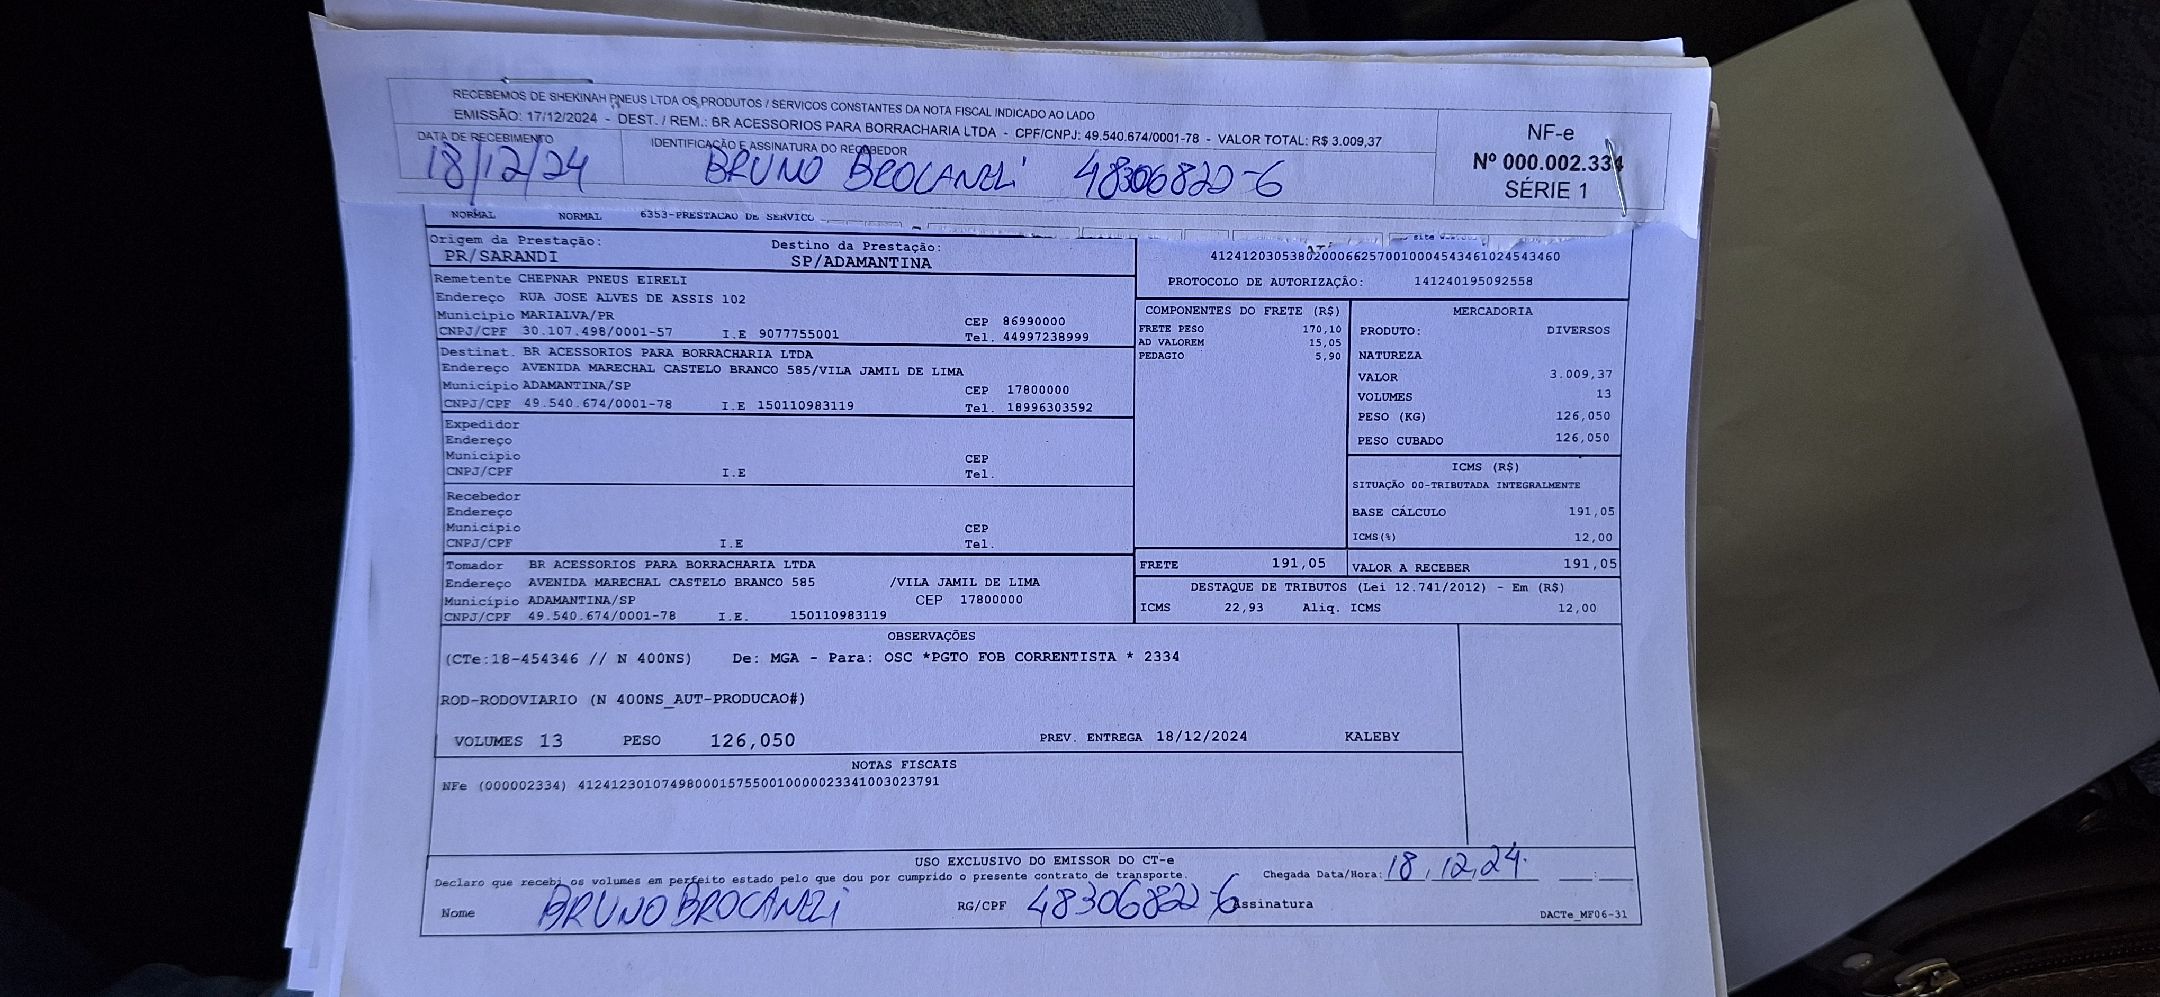 RECEBEMOS DE SHEKINAH PNEUS LTDA OS PRODUTOS / SERVIÇOS CONSTANTES DA NOTA FISCAL INDICADO AO LADO
EMISSÃO: 17/12/2024 - DEST. / REM.: BR ACESSORIOS PARA BORRACHARIA LTDA - CPF/CNPJ: 49.540.674/0001-78 - VALOR TOTAL: R$ 3.009,37
DATA DE RECEBIMENTO IDENTIFICAÇÃO E ASSINATURA DO RECEBEDOR
18/12/24 BRUNO BROCANELI 48306822-6
NF-e
Nº 000.002.334
SÉRIE 1
NORMAL NORMAL 6353-PRESTACAO DE SERVICO
Origem da Prestação: Destino da Prestação:
PR/SARANDI SP/ADAMANTINA
Remetente CHEPNAR PNEUS EIRELI
Endereço RUA JOSE ALVES DE ASSIS 102
Município MARIALVA/PR CEP 86990000
CNPJ/CPF 30.107.498/0001-57 I.E 9077755001 Tel. 44997238999
Destinat. BR ACESSORIOS PARA BORRACHARIA LTDA
Endereço AVENIDA MARECHAL CASTELO BRANCO 585/VILA JAMIL DE LIMA
Município ADAMANTINA/SP CEP 17800000
CNPJ/CPF 49.540.674/0001-78 I.E 150110983119 Tel. 18996303592
Expedidor
Endereço
Município CEP
CNPJ/CPF I.E Tel.
Recebedor
Endereço
Município CEP
CNPJ/CPF I.E Tel.
Tomador BR ACESSORIOS PARA BORRACHARIA LTDA
Endereço AVENIDA MARECHAL CASTELO BRANCO 585 /VILA JAMIL DE LIMA
Município ADAMANTINA/SP CEP 17800000
CNPJ/CPF 49.540.674/0001-78 I.E. 150110983119
41241203053802000662570010004543461024543460
PROTOCOLO DE AUTORIZAÇÃO: 141240195092558
COMPONENTES DO FRETE (R$)
FRETE PESO 170,10
AD VALOREM 15,05
PEDAGIO 5,90
MERCADORIA
PRODUTO: DIVERSOS
NATUREZA
VALOR 3.009,37
VOLUMES 13
PESO (KG) 126,050
PESO CUBADO 126,050
ICMS (R$)
SITUAÇÃO 00-TRIBUTADA INTEGRALMENTE
BASE CÁLCULO 191,05
ICMS(%) 12,00
FRETE 191,05 VALOR A RECEBER 191,05
DESTAQUE DE TRIBUTOS (Lei 12.741/2012) - Em (R$)
ICMS 22,93 Aliq. ICMS 12,00
OBSERVAÇÕES
(CTe:18-454346 // N 400NS) De: MGA - Para: OSC *PGTO FOB CORRENTISTA * 2334
ROD-RODOVIARIO (N 400NS_AUT-PRODUCAO#)
VOLUMES 13 PESO 126,050 PREV. ENTREGA 18/12/2024 KALEBY
NOTAS FISCAIS
NFe (000002334) 41241230107498000157550010000023341003023791
USO EXCLUSIVO DO EMISSOR DO CT-e
Declaro que recebi os volumes em perfeito estado pelo que dou por cumprido o presente contrato de transporte. Chegada Data/Hora: 18,12,24
Nome BRUNO BROCANELI RG/CPF 48306822-6 Assinatura
DACTe_MF06-31